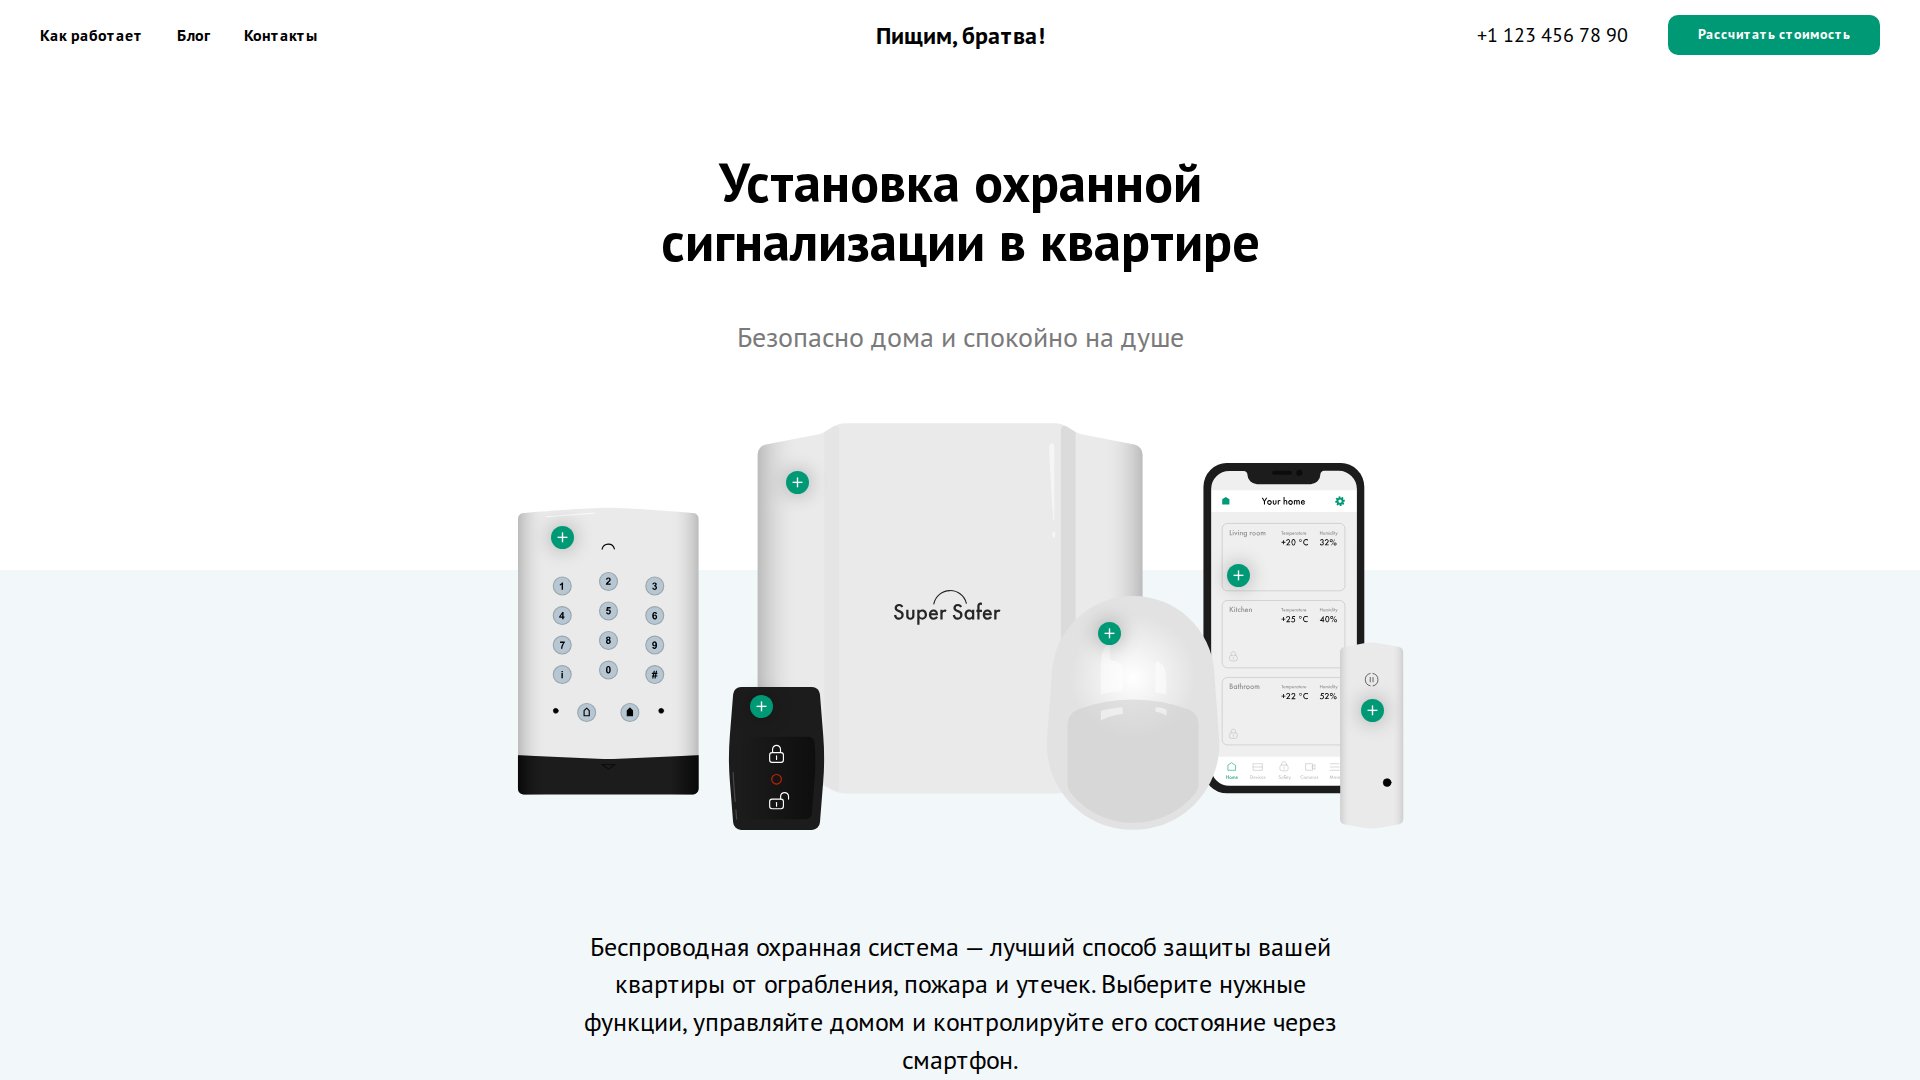 Как работает
Блог
Контакты
Пищим, братва!
+1 123 456 78 90
Рассчитать стоимость
Установка охранной
сигнализации в квартире
Безопасно дома и спокойно на душе
1
2
3
4
5
6
7
8
9
i
0
#
Super Safer
Your home
Living room
Temperature
Humidity
+20 °C
32%
Kitchen
Temperature
Humidity
+25 °C
40%
Bathroom
Temperature
Humidity
+22 °C
52%
Home
Devices
Cameras
Беспроводная охранная система — лучший способ защиты вашей
квартиры от ограбления, пожара и утечек. Выберите нужные
функции, управляйте домом и контролируйте его состояние через
смартфон.